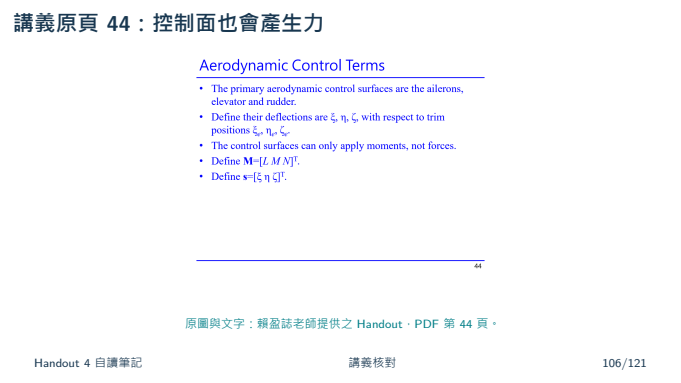 講義原頁 44：控制面也會產生力
Aerodynamic Control Terms
• The primary aerodynamic control surfaces are the ailerons,
elevator and rudder.
• Define their deflections are ξ, η, ζ, with respect to trim
positions ξₑ, ηₑ, ζₑ.
• The control surfaces can only apply moments, not forces.
• Define M=[L M N]ᵀ.
• Define s=[ξ η ζ]ᵀ.
44
原圖與文字：賴盈誌老師提供之 Handout，PDF 第 44 頁。
Handout 4 自讀筆記
講義核對
106/121